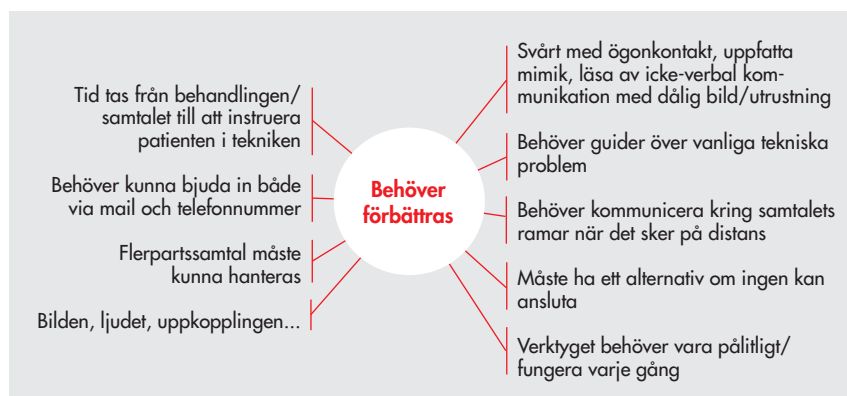 Tid tas från behandlingen/
samtalet till att instruera
patienten i tekniken
Behöver kunna bjuda in både
via mail och telefonnummer
Flerpartssamtal måste
kunna hanteras
Bilden, ljudet, uppkopplingen...
Behöver
förbättras
Svårt med ögonkontakt, uppfatta
mimik, läsa av icke-verbal kom-
munikation med dålig bild/utrustning
Behöver guider över vanliga tekniska
problem
Behöver kommunicera kring samtalets
ramar när det sker på distans
Måste ha ett alternativ om ingen kan
ansluta
Verktyget behöver vara pålitligt/
fungera varje gång